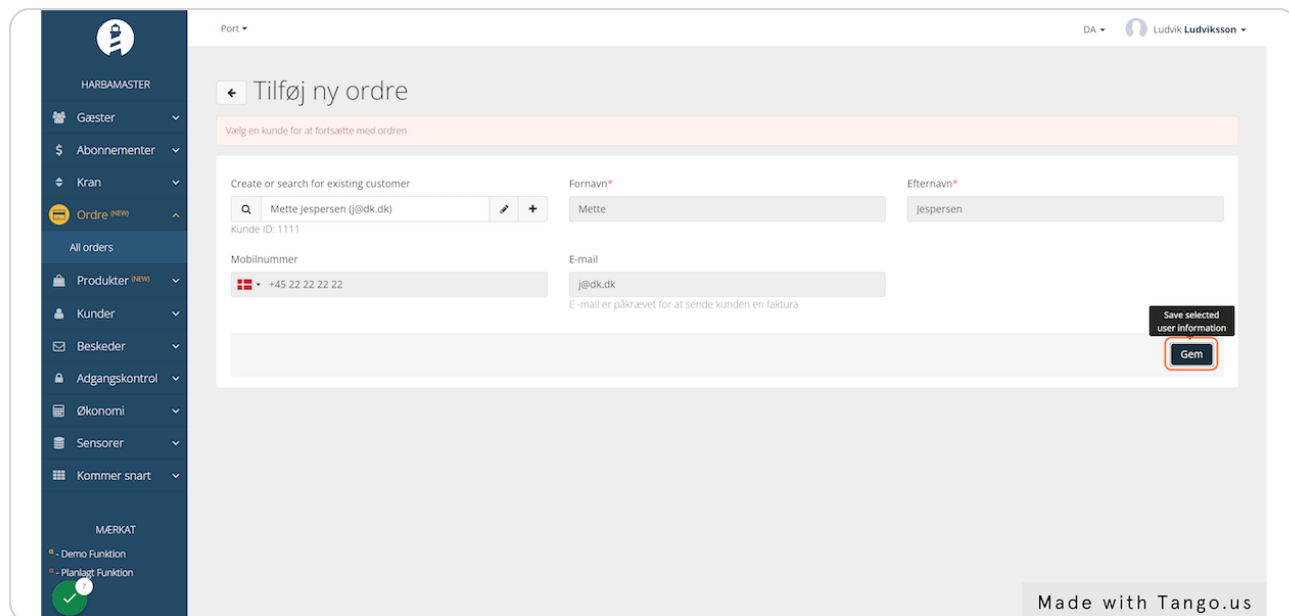 Port
DA
Ludvik Ludviksson
HARBAMASTER
Gæster
$ Abonnementer
Kran
Ordre (NEW)
All orders
Produkter (NEW)
Kunder
Beskeder
Adgangskontrol
Økonomi
Sensorer
Kommer snart
MÆRKAT
- Demo Funktion
- Planlagt Funktion
7
Tilføj ny ordre
Vælg en kunde for at fortsætte med ordren
Create or search for existing customer
Mette Jespersen (j@dk.dk)
Kunde ID: 1111
Fornavn*
Mette
Efternavn*
Jespersen
Mobilnummer
+45 22 22 22 22
E-mail
j@dk.dk
E -mail er påkrævet for at sende kunden en faktura
Save selected
user information
Gem
Made with Tango.us